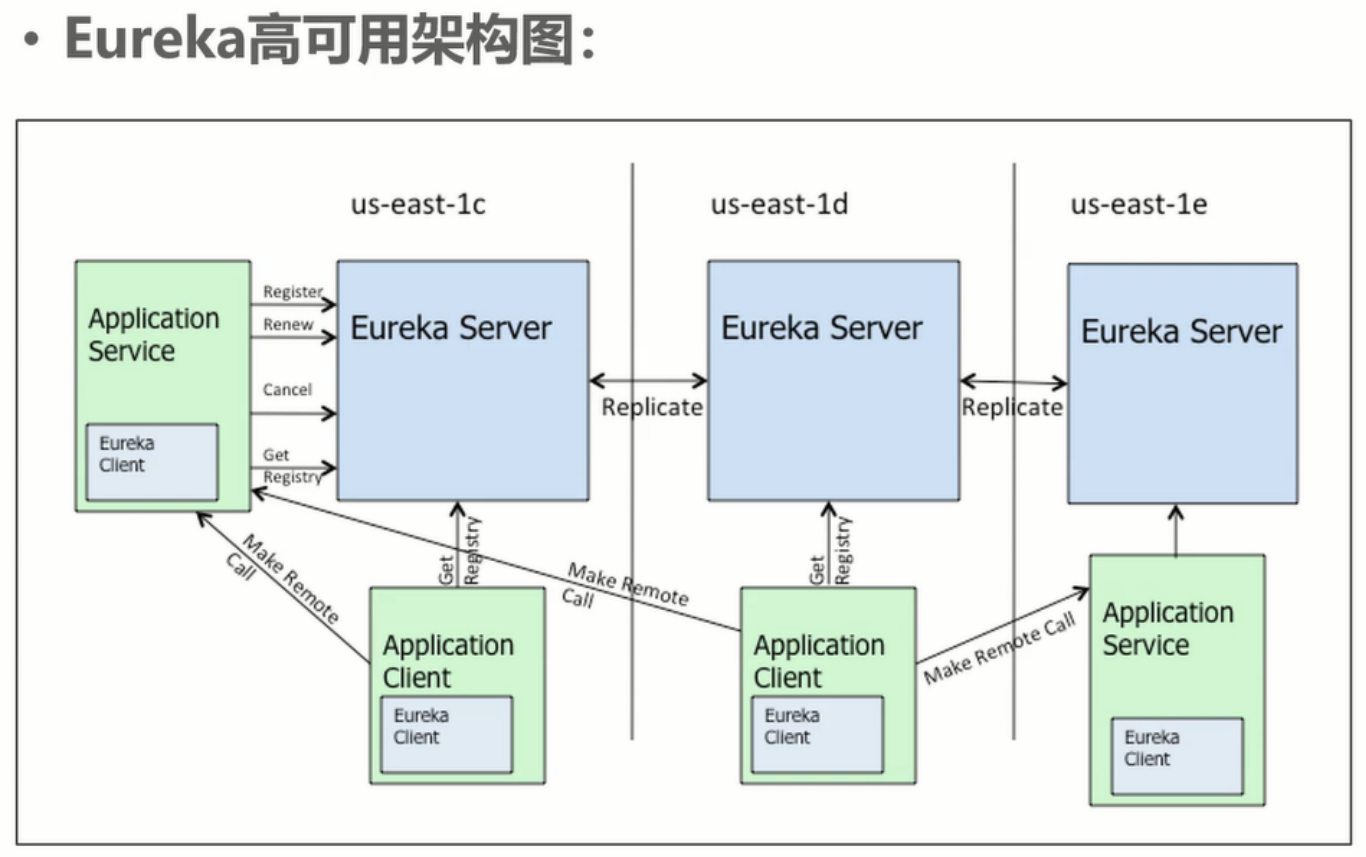 • Eureka高可用架构图：
us-east-1c
us-east-1d
us-east-1e
Application
Service
Eureka
Client
Register
Renew
Cancel
Get
Registry
Eureka Server
Replicate
Eureka Server
Replicate
Eureka Server
Make Remote
Call
Get
Registry
Make Remote
Call
Get
Registry
Make Remote Call
Application
Client
Eureka
Client
Application
Client
Eureka
Client
Application
Service
Eureka
Client